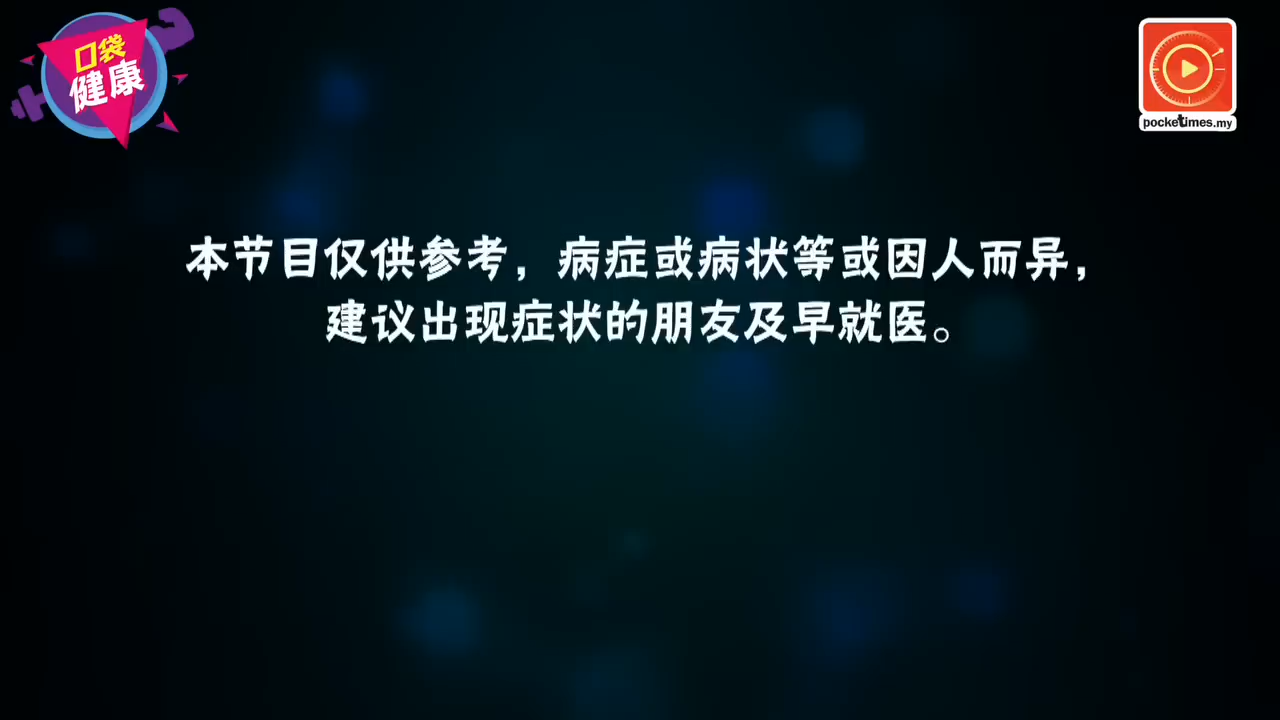 口袋
健康
pocketimes.my
本节目仅供参考，病症或病状等或因人而异，
建议出现症状的朋友及早就医。